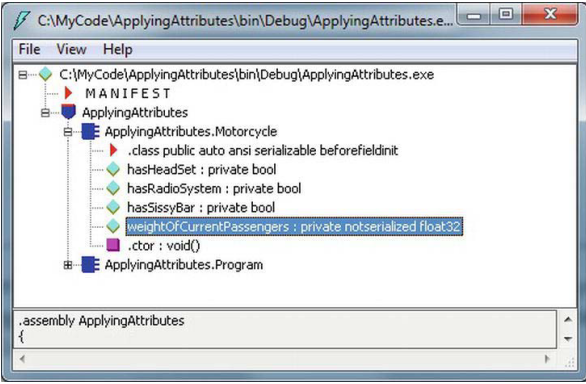 C:\MyCode\ApplyingAttributes\bin\Debug\ApplyingAttributes.e...
File View Help
C:\MyCode\ApplyingAttributes\bin\Debug\ApplyingAttributes.exe
MANIFEST
ApplyingAttributes
ApplyingAttributes.Motorcycle
.class public auto ansi serializable beforefieldinit
hasHeadSet : private bool
hasRadioSystem : private bool
hasSissyBar : private bool
weightOfCurrentPassengers : private notserialized float32
.ctor : void()
ApplyingAttributes.Program
.assembly ApplyingAttributes
{